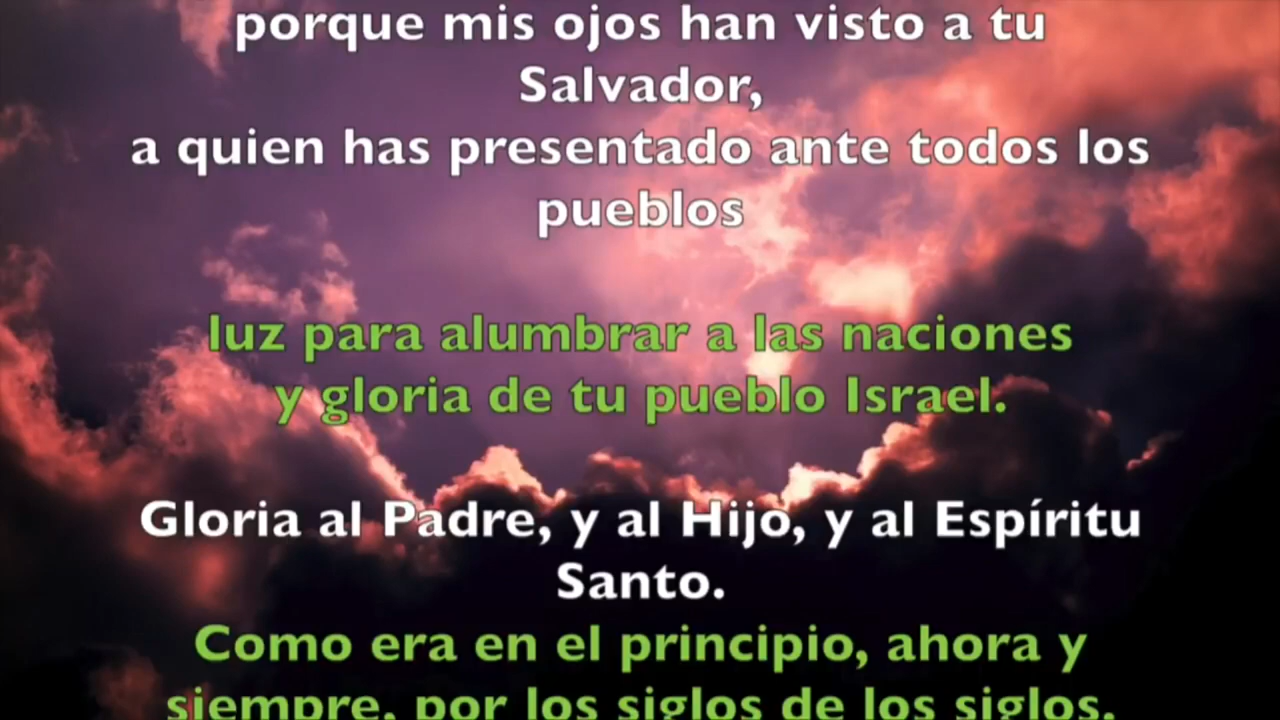 porque mis ojos han visto a tu
Salvador,
a quien has presentado ante todos los
pueblos
luz para alumbrar a las naciones
y gloria de tu pueblo Israel.
Gloria al Padre, y al Hijo, y al Espíritu
Santo.
Como era en el principio, ahora y
siempre, por los siglos de los siglos.